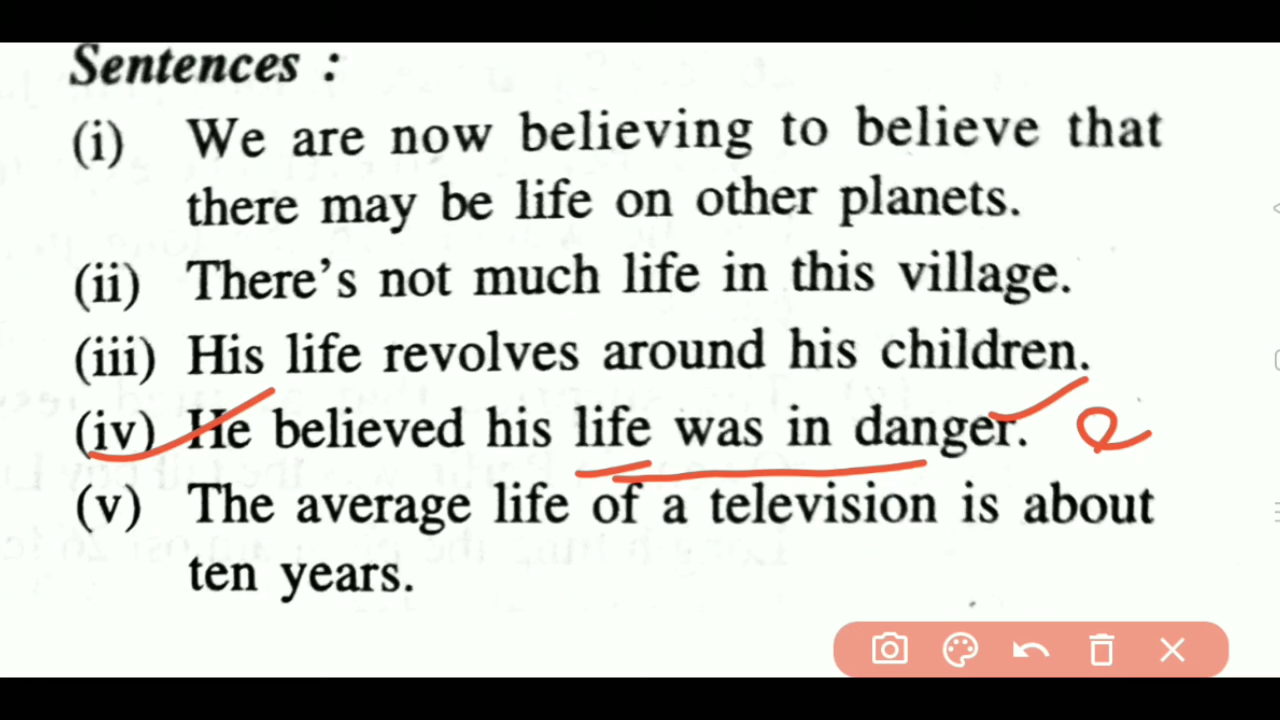 Sentences :
(i) We are now believing to believe that
there may be life on other planets.
(ii) There's not much life in this village.
(iii) His life revolves around his children.
(iv) He believed his life was in danger.
(v) The average life of a television is about
ten years.